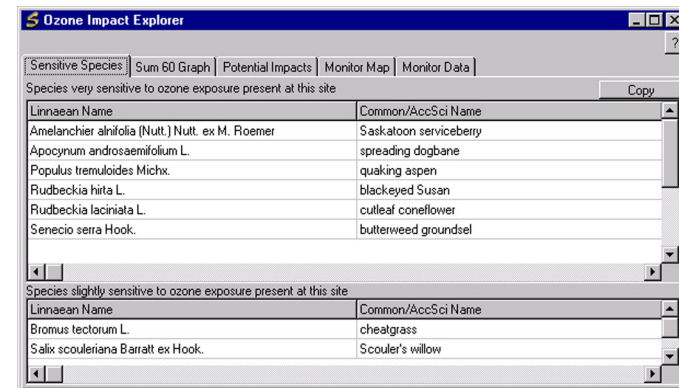 Ozone Impact Explorer
?
Sensitive Species Sum 60 Graph Potential Impacts Monitor Map Monitor Data
Species very sensitive to ozone exposure present at this site Copy
Linnaean Name Common/AccSci Name
Amelanchier alnifolia (Nutt.) Nutt. ex M. Roemer Saskatoon serviceberry
Apocynum androsaemifolium L. spreading dogbane
Populus tremuloides Michx. quaking aspen
Rudbeckia hirta L. blackeyed Susan
Rudbeckia laciniata L. cutleaf coneflower
Senecio serra Hook. butterweed groundsel
Species slightly sensitive to ozone exposure present at this site
Linnaean Name Common/AccSci Name
Bromus tectorum L. cheatgrass
Salix scouleriana Barratt ex Hook. Scouler's willow